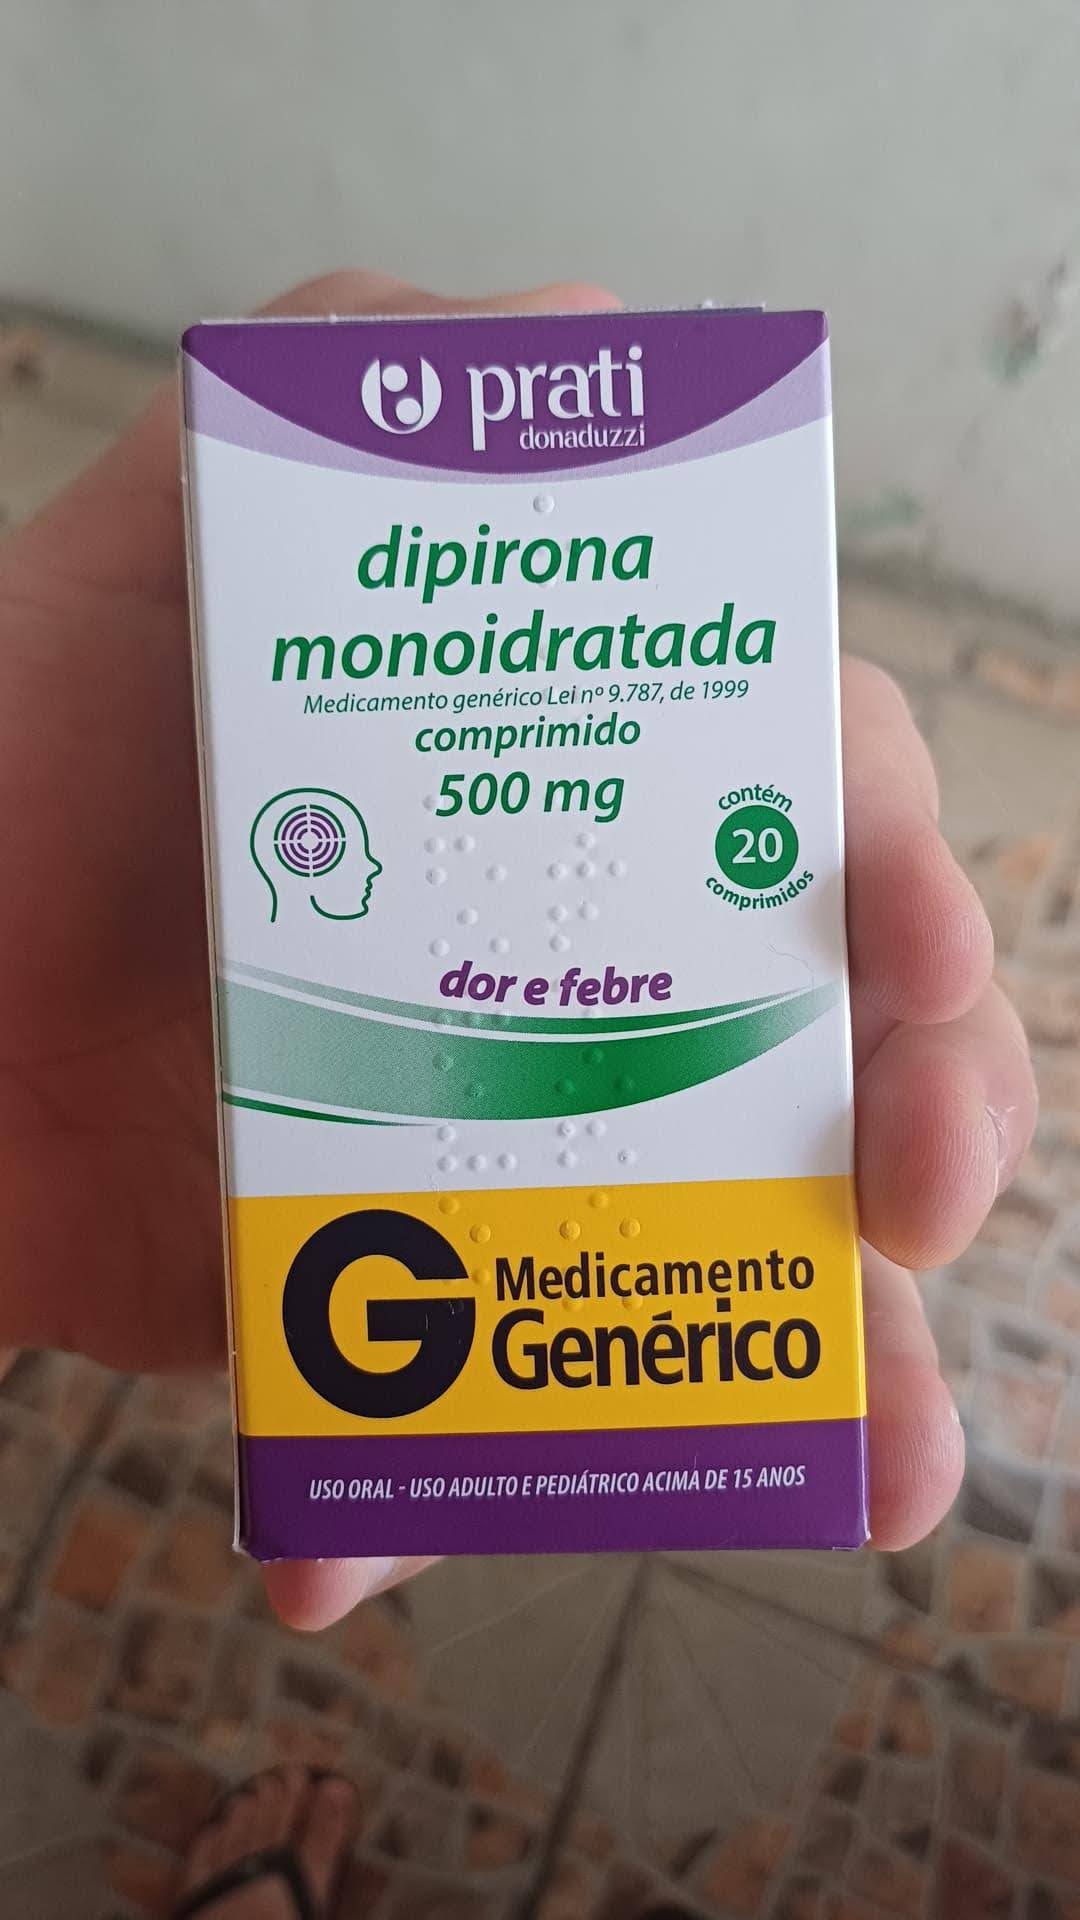 prati
donaduzzi
dipirona
monoidratada
Medicamento genérico Lei nº 9.787, de 1999
comprimido
500 mg
contém
20
comprimidos
dor e febre
G
Medicamento
Genérico
USO ORAL - USO ADULTO E PEDIÁTRICO ACIMA DE 15 ANOS